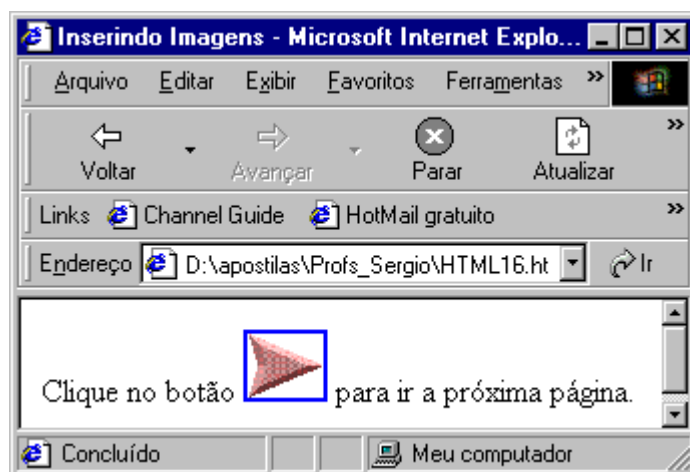 Inserindo Imagens - Microsoft Internet Explo...
Arquivo Editar Exibir Favoritos Ferramentas »
Voltar Avançar Parar Atualizar »
Links Channel Guide HotMail gratuito »
Endereço D:\apostilas\Profs_Sergio\HTML16.ht Ir
Clique no botão para ir a próxima página.
Concluído Meu computador